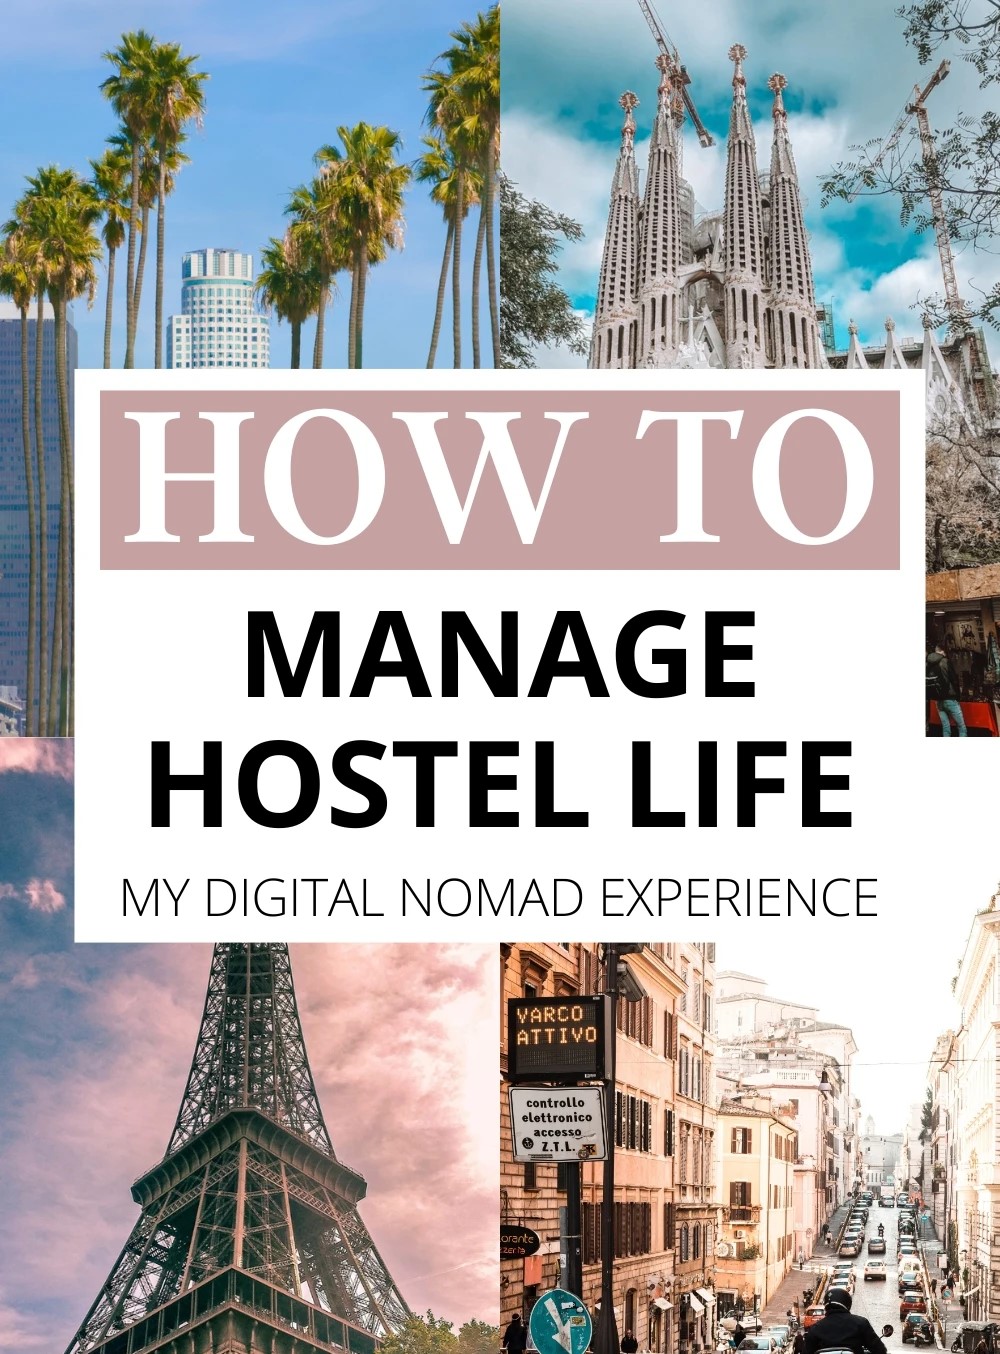 HOW TO
MANAGE
HOSTEL LIFE
MY DIGITAL NOMAD EXPERIENCE
VARCO
ATTIVO
controllo
elettronico
accesso
Z.T.L.